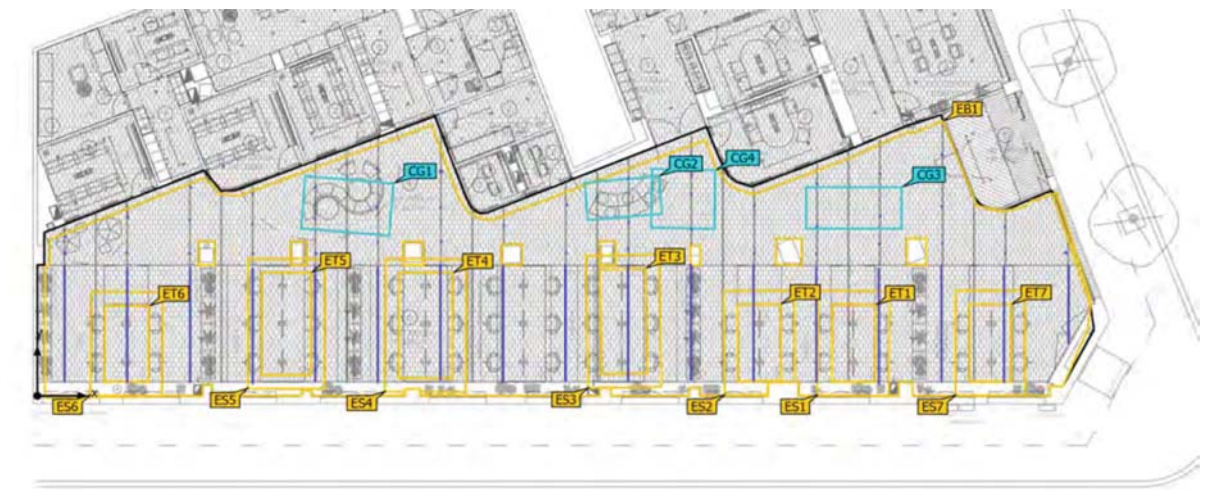 EB1
CG1
CG2
CG4
CG3
ET6
ET5
ET4
ET3
ET2
ET1
ET7
x
ES6
ES5
ES4
ES3
ES2
ES1
ES7